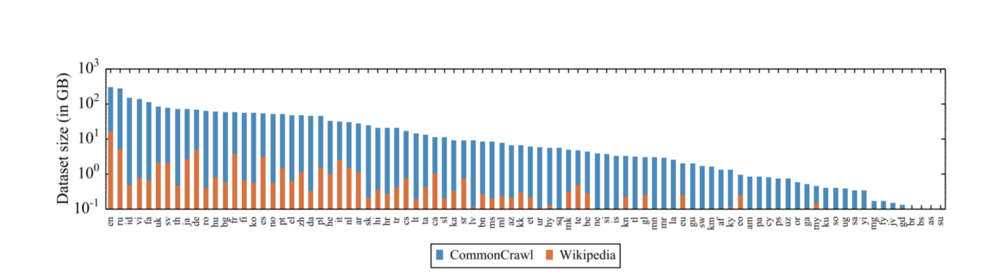 Dataset size (in GB)
10³
10²
10¹
10⁰
10⁻¹
en ru id vi fa uk sv th ja de ro hu bg fr fi ko es no pt el zh da pl he it nl ar sk hi hr tr cs lt ta ca sl ka sr lv bn ms ml az kk et ur hy sq mk te be ne si is kn tl gl mn mr la eu gu sw km af ky eo am pa cy ps uz or ga my ku so ug sa yi mg fy jv gd br bs as su
CommonCrawl Wikipedia